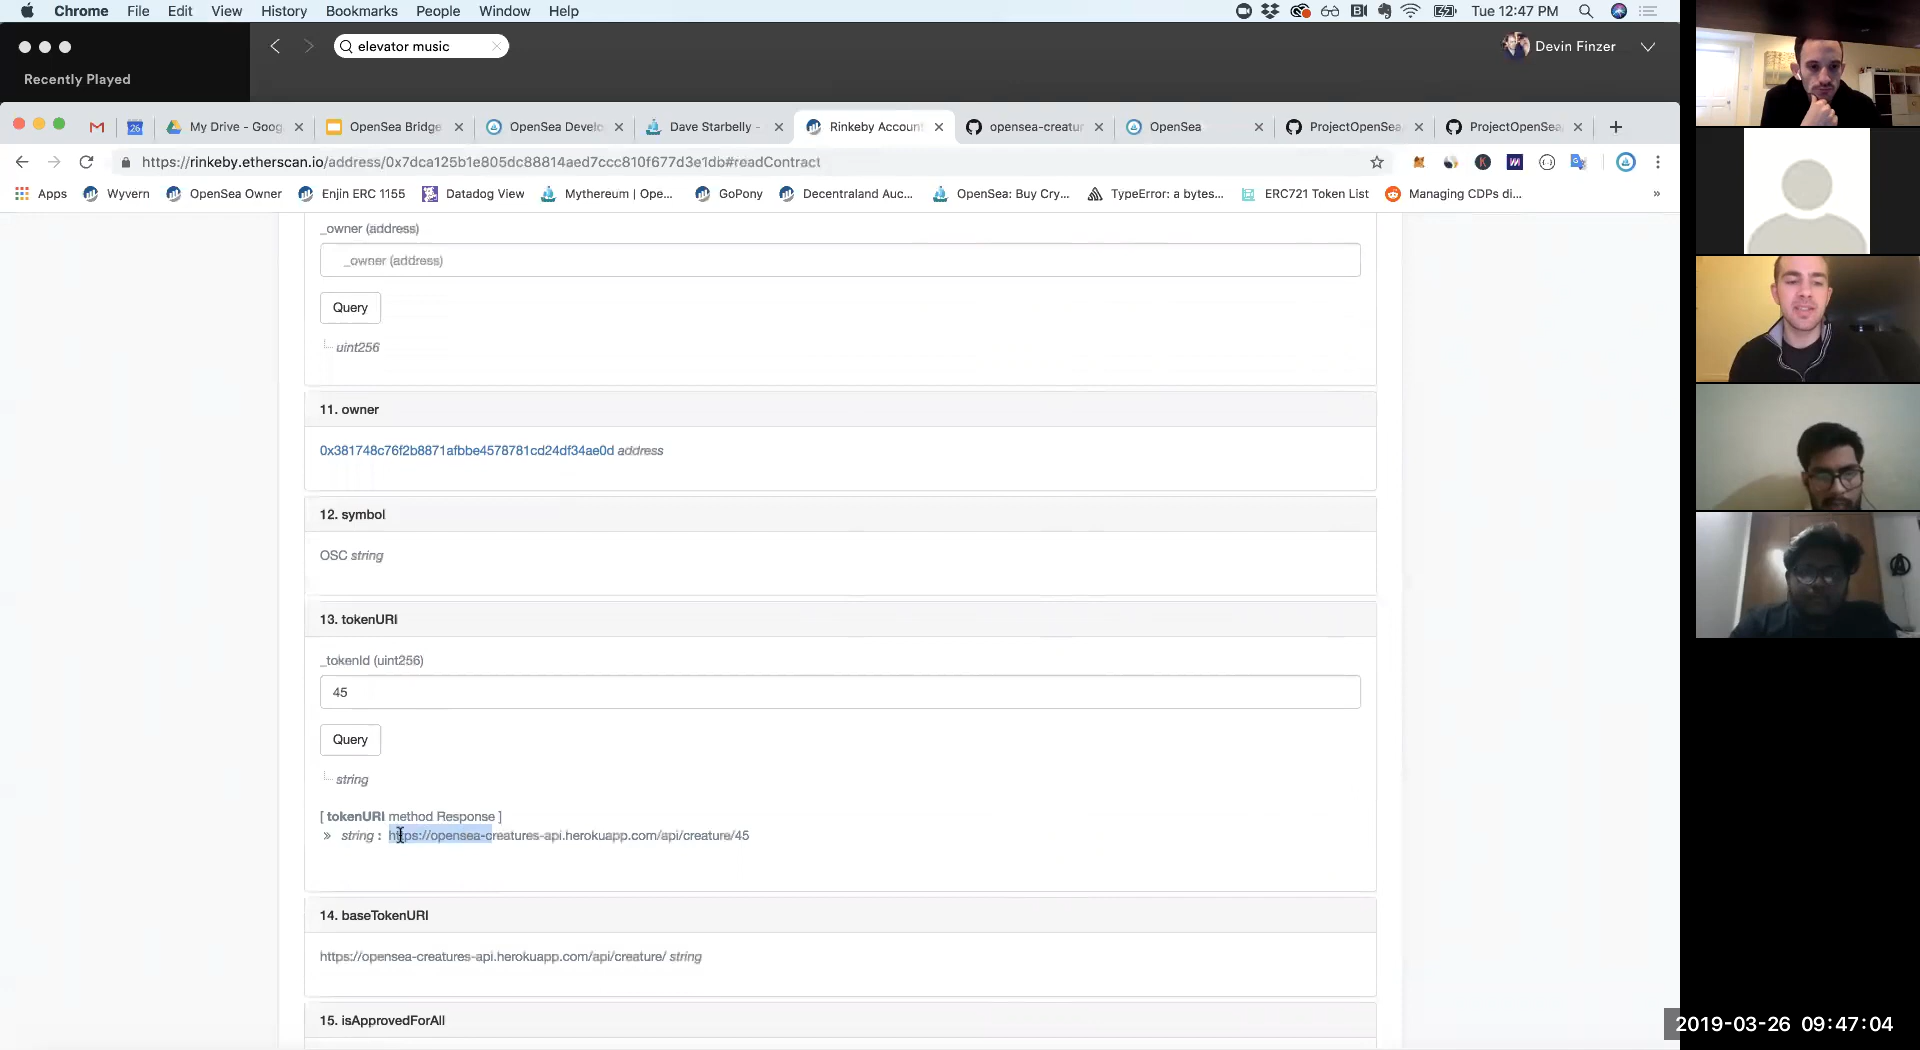 Chrome File Edit View History Bookmarks People Window Help Tue 12:47 PM
elevator music
Devin Finzer
Recently Played
26 My Drive - Goog OpenSea Bridge OpenSea Develo Dave Starbelly - Rinkeby Accoun opensea-creatur OpenSea ProjectOpenSea ProjectOpenSea
https://rinkeby.etherscan.io/address/0x7dca125b1e805dc88814aed7ccc810f677d3e1db#readContract
Apps Wyvern OpenSea Owner Enjin ERC 1155 Datadog View Mythereum | Ope... GoPony Decentraland Auc... OpenSea: Buy Cry... TypeError: a bytes... ERC721 Token List Managing CDPs di... »
_owner (address)
_owner (address)
Query
uint256
11. owner
0x381748c76f2b8871afbbe4578781cd24df34ae0d address
12. symbol
OSC string
13. tokenURI
_tokenId (uint256)
45
Query
string
[ tokenURI method Response ]
» string : https://opensea-creatures-api.herokuapp.com/api/creature/45
14. baseTokenURI
https://opensea-creatures-api.herokuapp.com/api/creature/ string
15. isApprovedForAll
2019-03-26 09:47:04